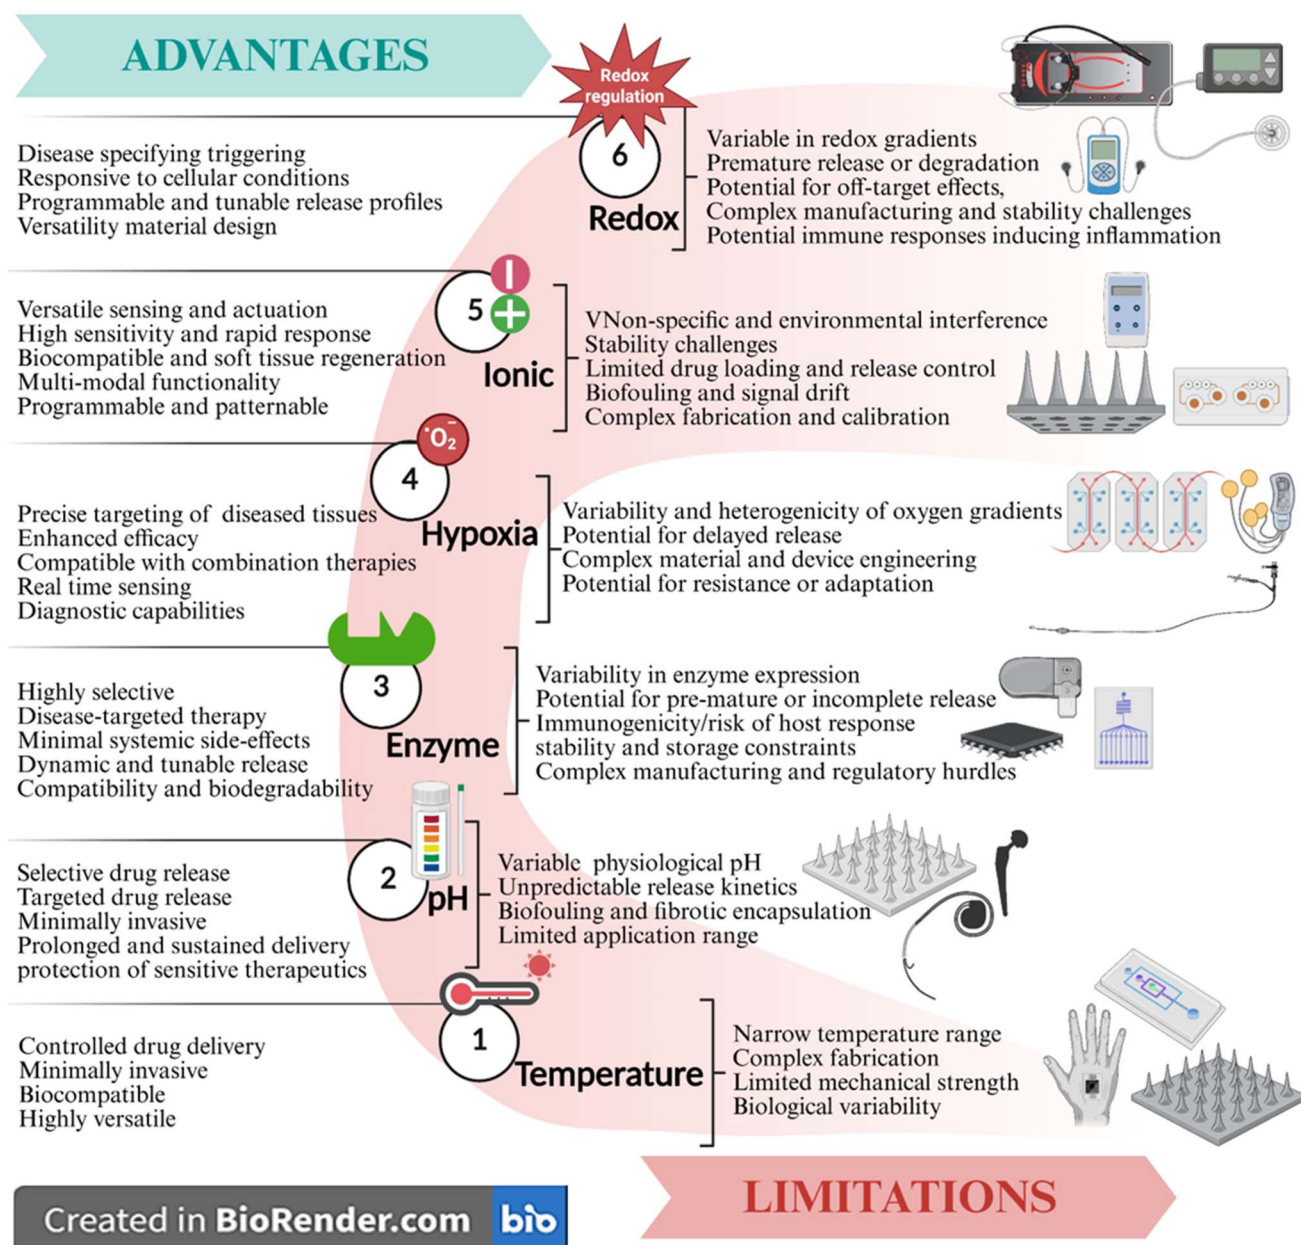 ADVANTAGES
Redox
regulation
6
Redox
Disease specifying triggering
Responsive to cellular conditions
Programmable and tunable release profiles
Versatility material design
Variable in redox gradients
Premature release or degradation
Potential for off-target effects,
Complex manufacturing and stability challenges
Potential immune responses inducing inflammation
5
Ionic
Versatile sensing and actuation
High sensitivity and rapid response
Biocompatible and soft tissue regeneration
Multi-modal functionality
Programmable and patternable
VNon-specific and environmental interference
Stability challenges
Limited drug loading and release control
Biofouling and signal drift
Complex fabrication and calibration
•O₂⁻
4
Hypoxia
Precise targeting of diseased tissues
Enhanced efficacy
Compatible with combination therapies
Real time sensing
Diagnostic capabilities
Variability and heterogenicity of oxygen gradients
Potential for delayed release
Complex material and device engineering
Potential for resistance or adaptation
3
Enzyme
Highly selective
Disease-targeted therapy
Minimal systemic side-effects
Dynamic and tunable release
Compatibility and biodegradability
Variability in enzyme expression
Potential for pre-mature or incomplete release
Immunogenicity/risk of host response
stability and storage constraints
Complex manufacturing and regulatory hurdles
2
pH
Selective drug release
Targeted drug release
Minimally invasive
Prolonged and sustained delivery
protection of sensitive therapeutics
Variable physiological pH
Unpredictable release kinetics
Biofouling and fibrotic encapsulation
Limited application range
1
Temperature
Controlled drug delivery
Minimally invasive
Biocompatible
Highly versatile
Narrow temperature range
Complex fabrication
Limited mechanical strength
Biological variability
LIMITATIONS
Created in BioRender.com bio